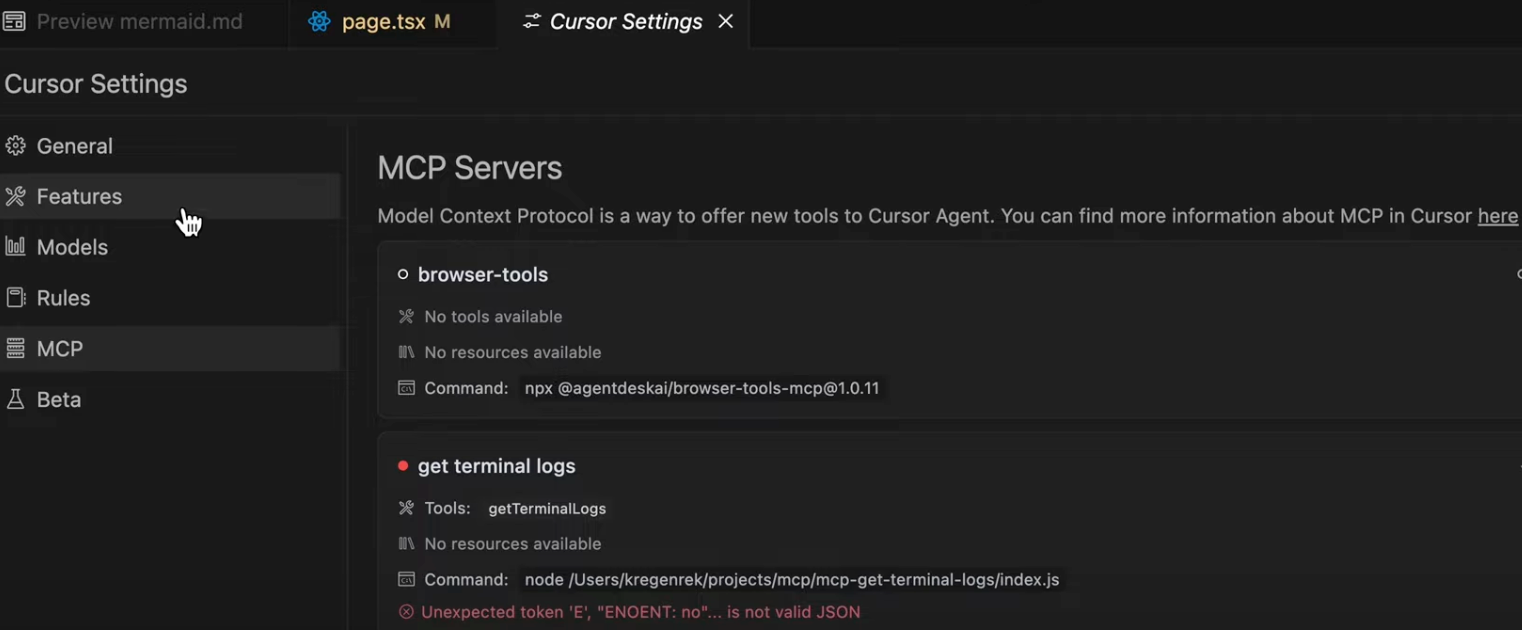 Preview mermaid.md
page.tsx M
Cursor Settings
Cursor Settings
General
Features
Models
Rules
MCP
Beta
MCP Servers
Model Context Protocol is a way to offer new tools to Cursor Agent. You can find more information about MCP in Cursor here
browser-tools
No tools available
No resources available
Command: npx @agentdeskai/browser-tools-mcp@1.0.11
get terminal logs
Tools: getTerminalLogs
No resources available
Command: node /Users/kregenrek/projects/mcp/mcp-get-terminal-logs/index.js
Unexpected token 'E', "ENOENT: no"... is not valid JSON